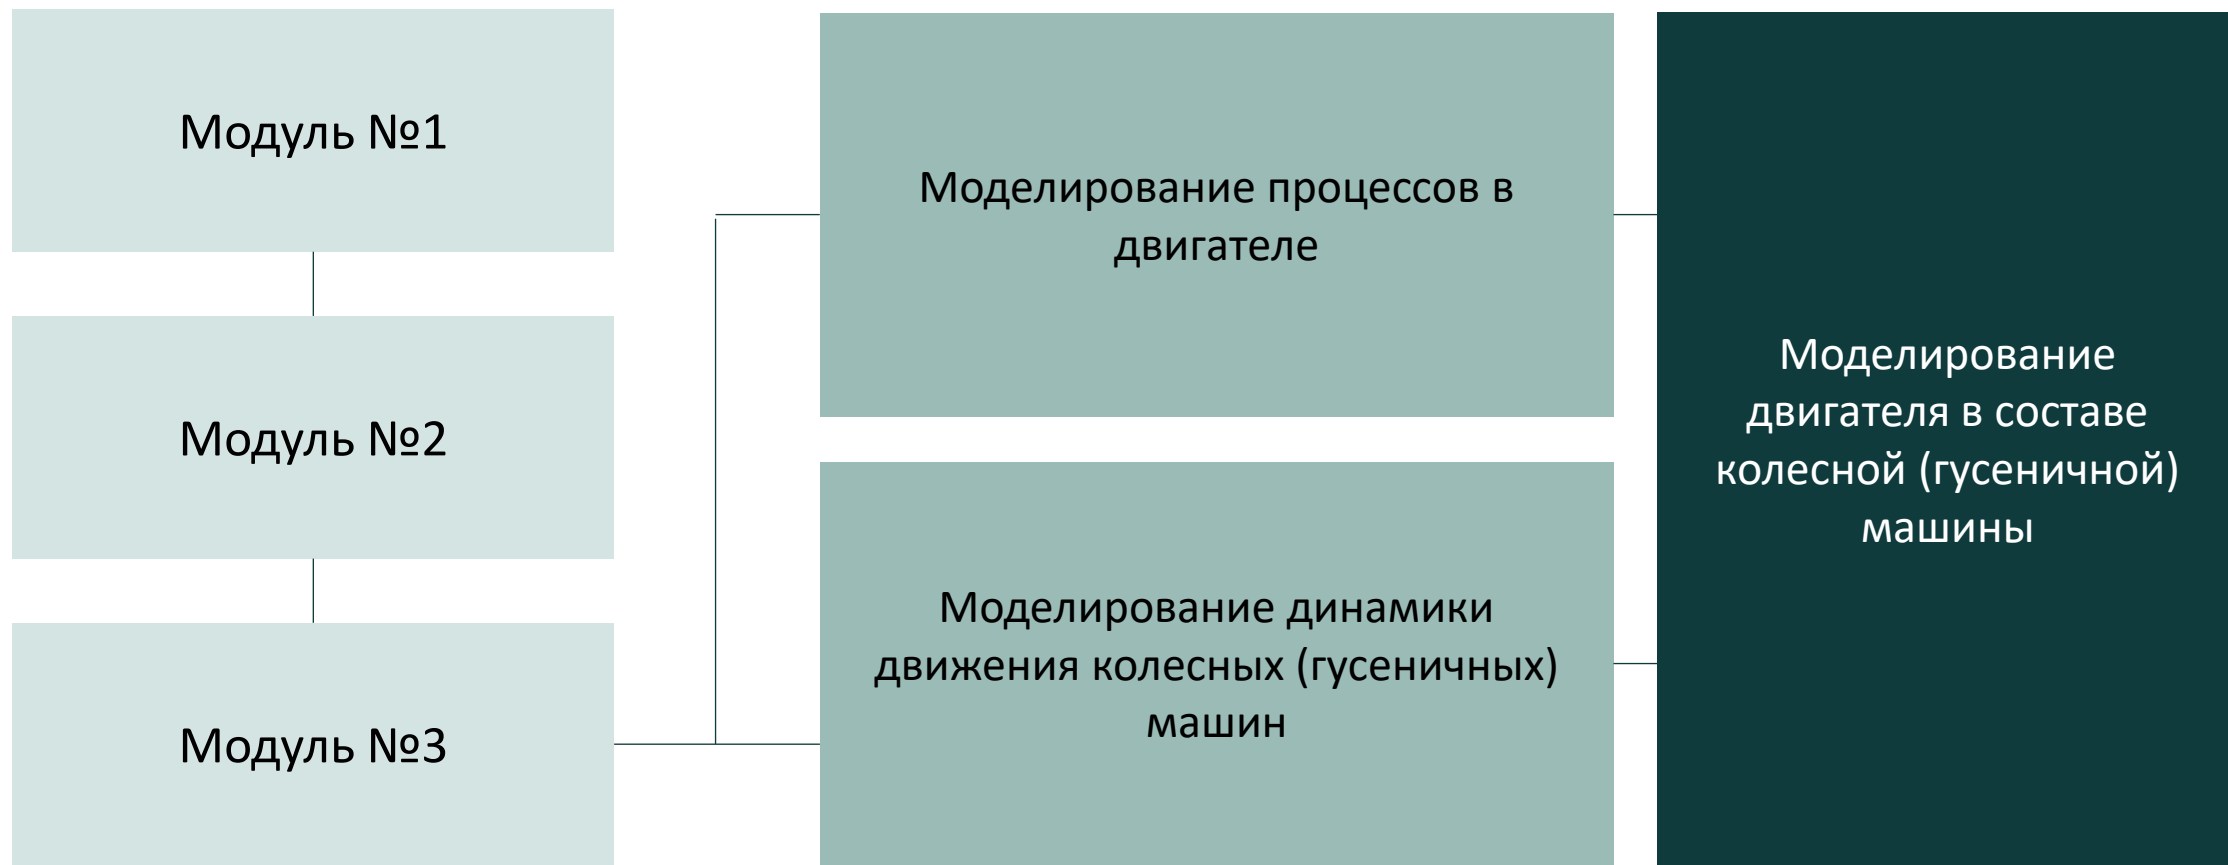 Модуль №1
Модуль №2
Модуль №3
Моделирование процессов в
двигателе
Моделирование динамики
движения колесных (гусеничных)
машин
Моделирование
двигателя в составе
колесной (гусеничной)
машины